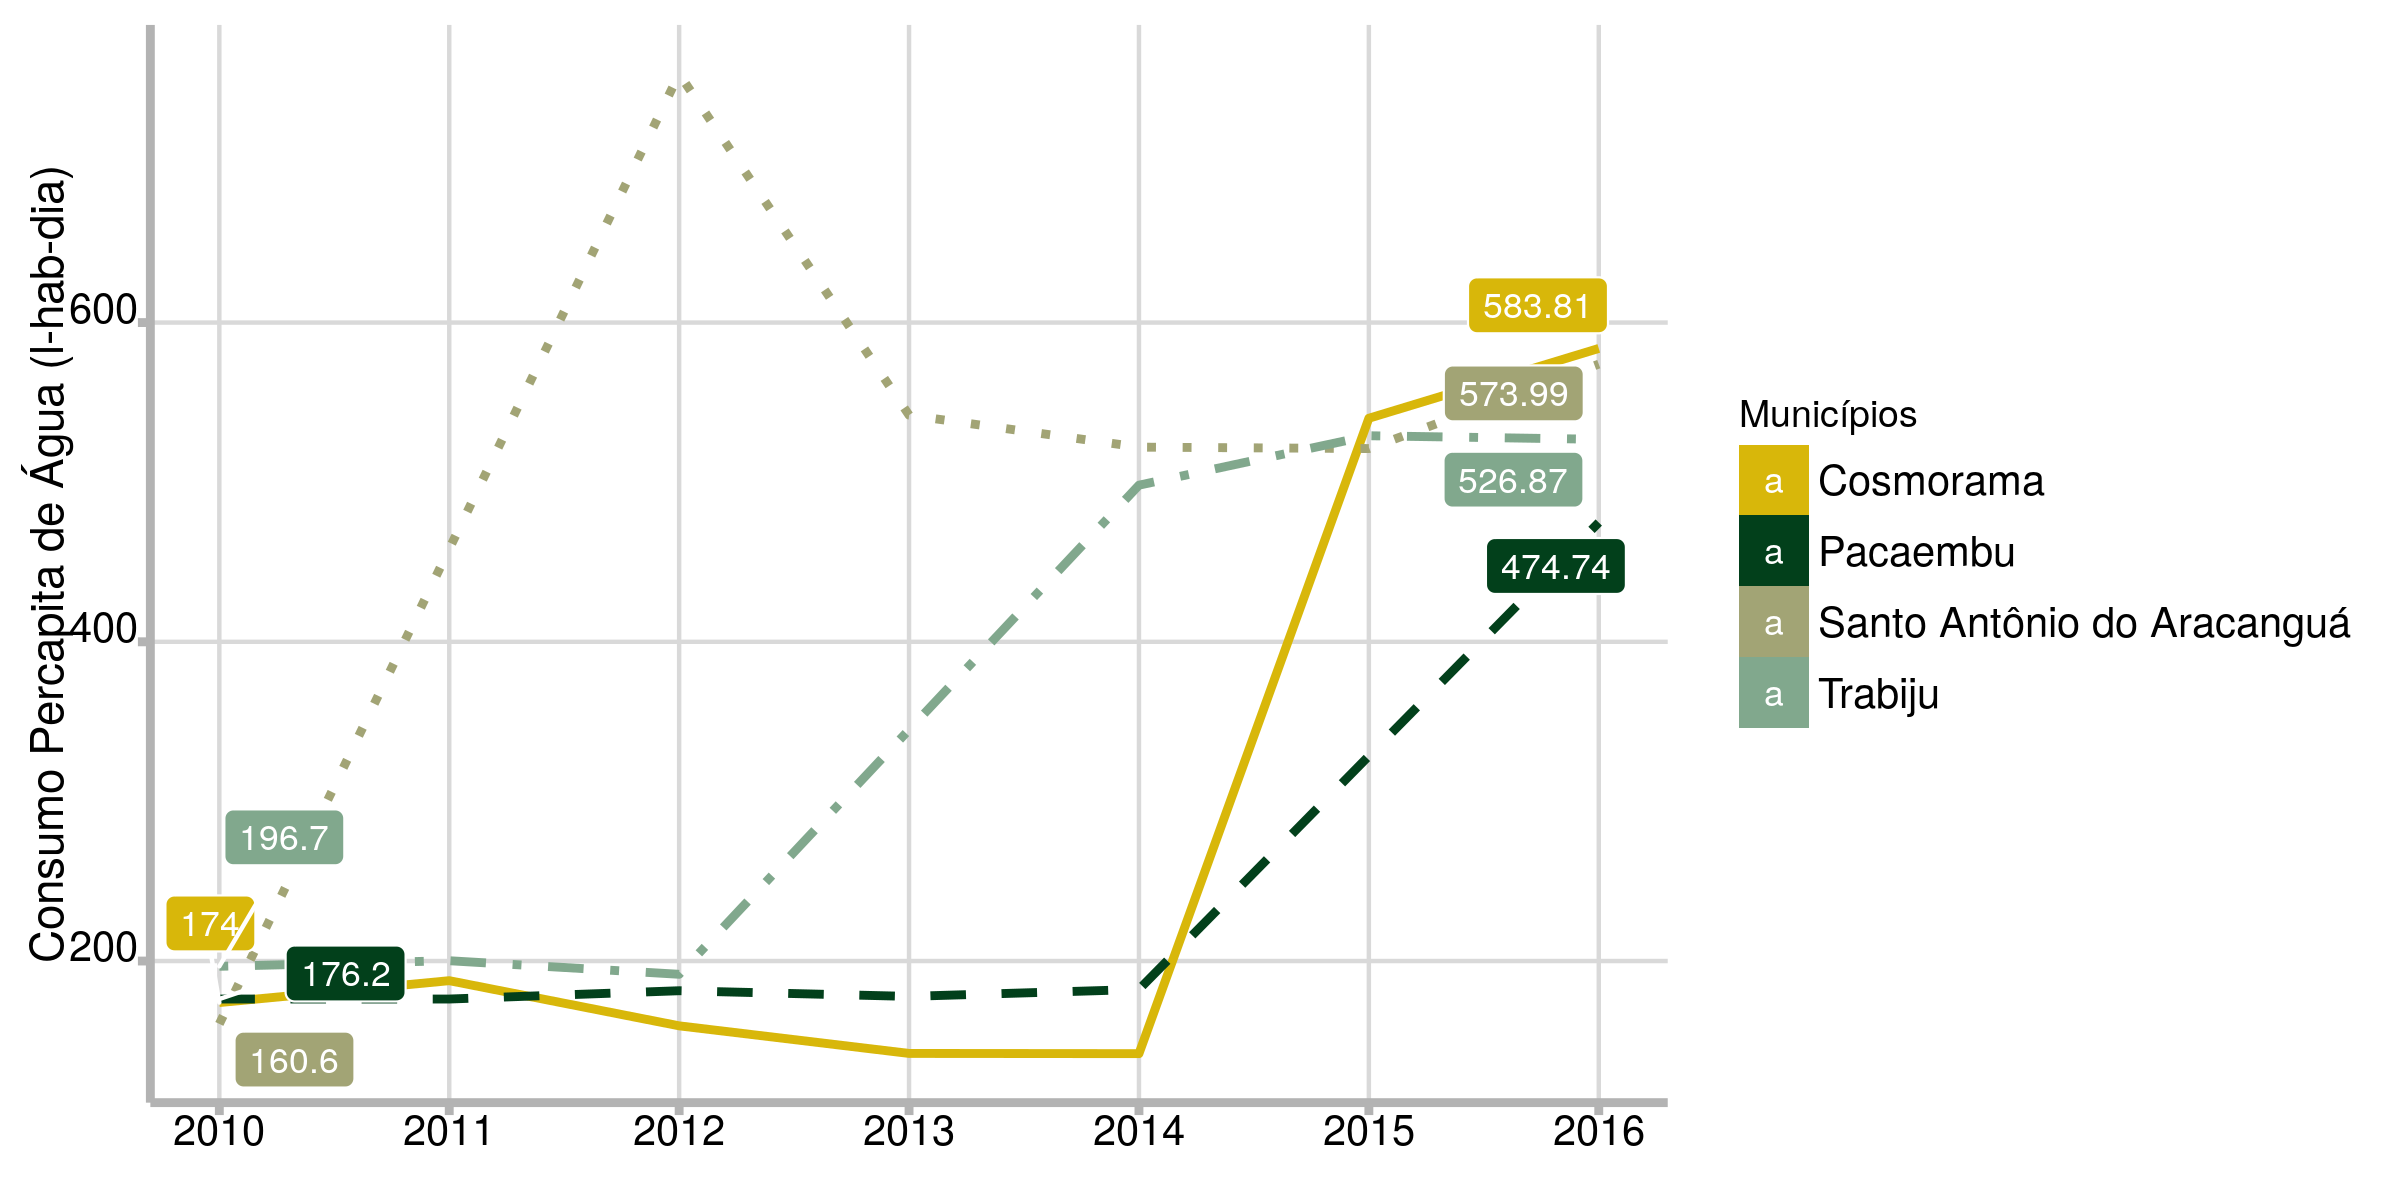 Consumo Percapita de Água (l-hab-dia)
600
400
200
583.81
573.99
526.87
474.74
196.7
174
176.2
160.6
2010 2011 2012 2013 2014 2015 2016
Municípios
a Cosmorama
a Pacaembu
a Santo Antônio do Aracanguá
a Trabiju